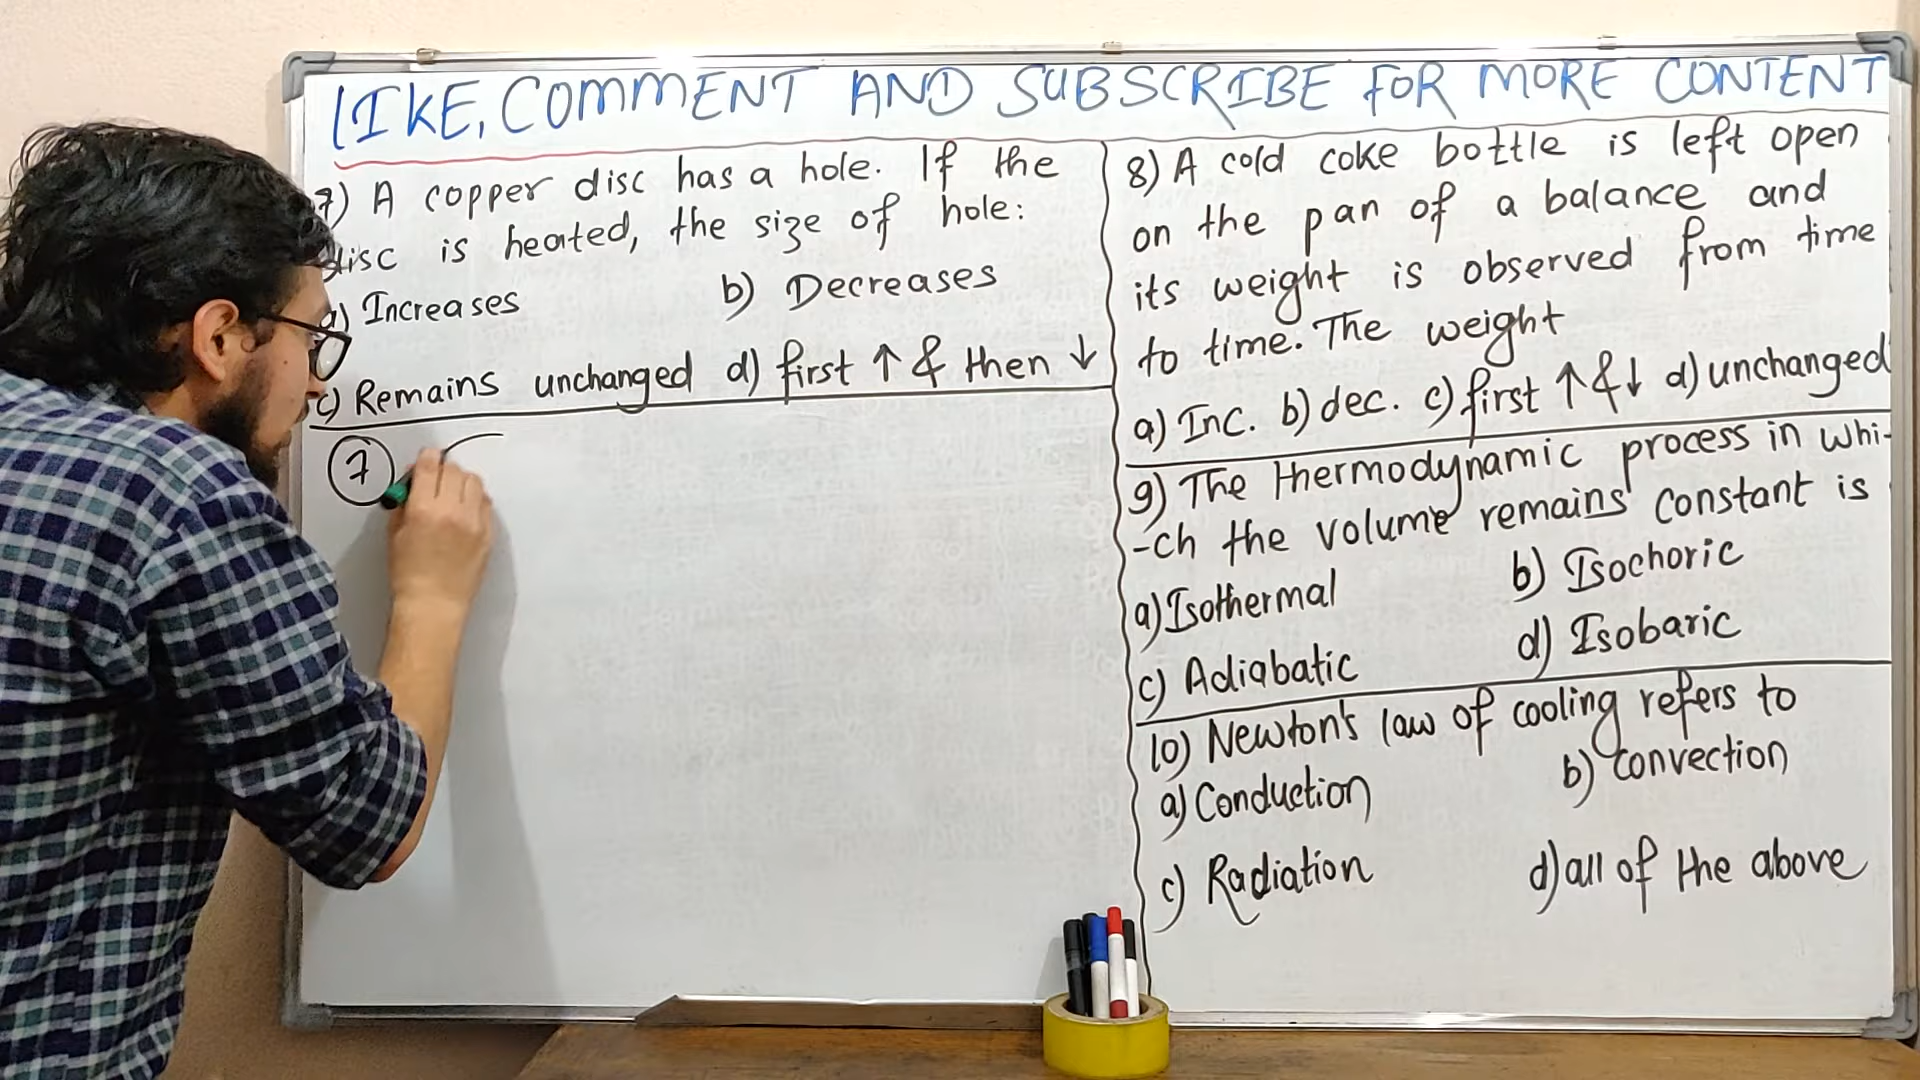 LIKE, COMMENT AND SUBSCRIBE FOR MORE CONTENT
7) A copper disc has a hole. If the
disc is heated, the size of hole:
a) Increases b) Decreases
c) Remains unchanged d) first ↑ & then ↓
7
8) A cold coke bottle is left open
on the pan of a balance and
its weight is observed from time
to time. The weight
a) Inc. b) dec. c) first ↑ & ↓ d) unchanged
9) The thermodynamic process in whi-
-ch the volume remains constant is
a) Isothermal b) Isochoric
c) Adiabatic d) Isobaric
10) Newton's law of cooling refers to
a) Conduction b) Convection
c) Radiation d) all of the above